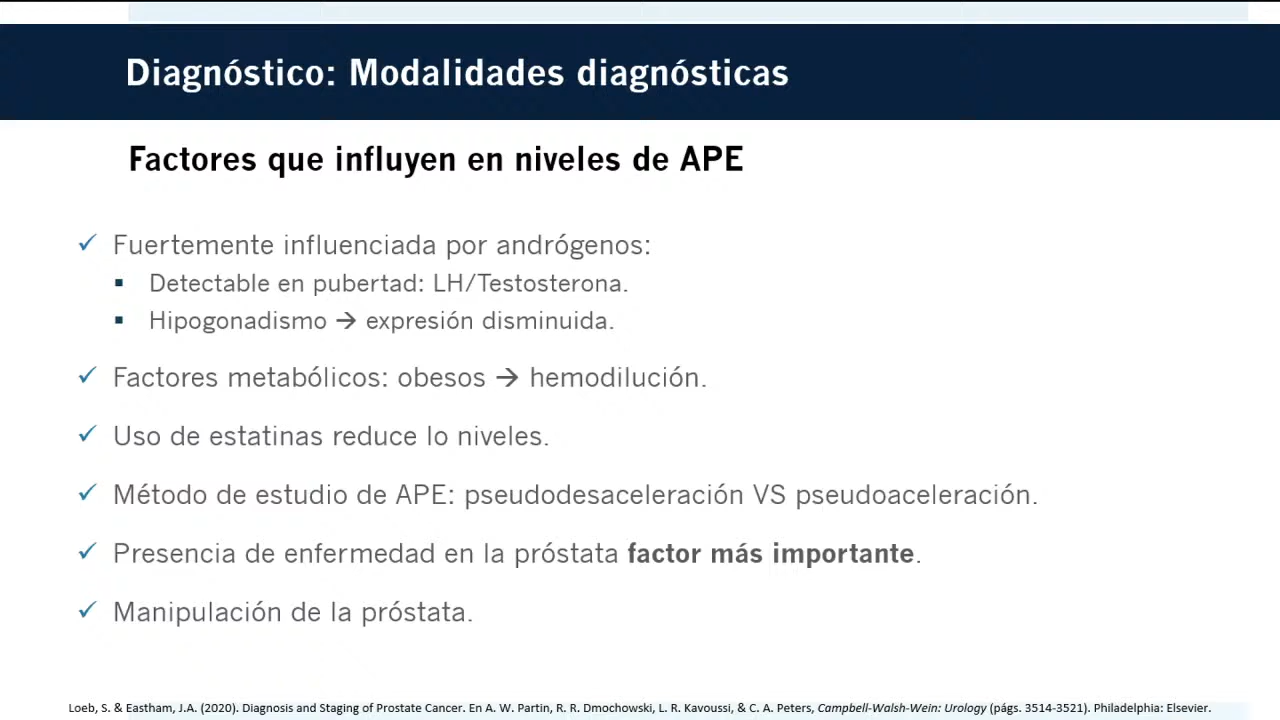 Diagnóstico: Modalidades diagnósticas
Factores que influyen en niveles de APE
✓ Fuertemente influenciada por andrógenos:
▪ Detectable en pubertad: LH/Testosterona.
▪ Hipogonadismo → expresión disminuida.
✓ Factores metabólicos: obesos → hemodilución.
✓ Uso de estatinas reduce lo niveles.
✓ Método de estudio de APE: pseudodesaceleración VS pseudoaceleración.
✓ Presencia de enfermedad en la próstata factor más importante.
✓ Manipulación de la próstata.
Loeb, S. & Eastham, J.A. (2020). Diagnosis and Staging of Prostate Cancer. En A. W. Partin, R. R. Dmochowski, L. R. Kavoussi, & C. A. Peters, Campbell-Walsh-Wein: Urology (págs. 3514-3521). Philadelphia: Elsevier.